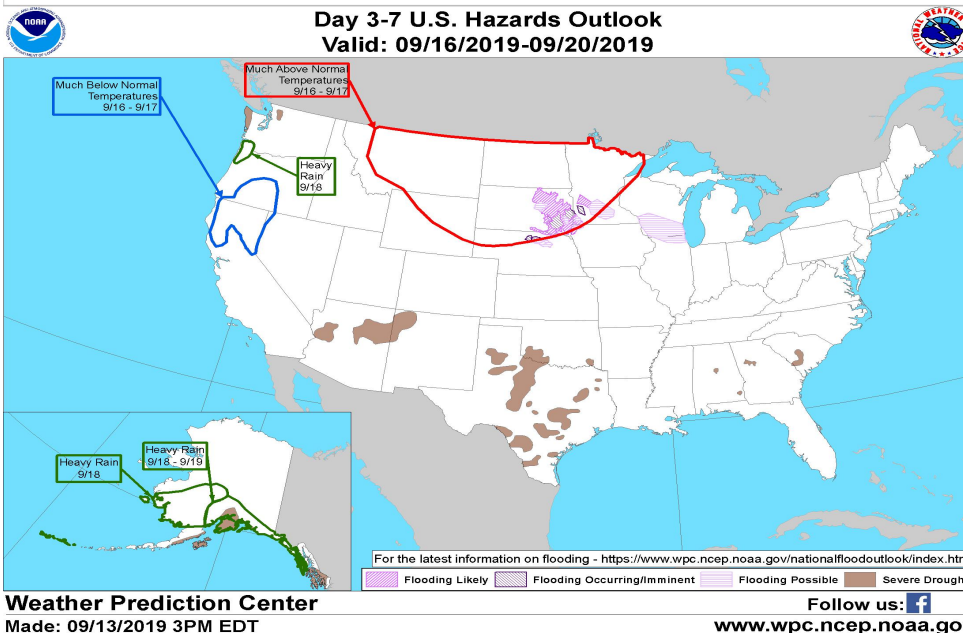 Day 3-7 U.S. Hazards Outlook
Valid: 09/16/2019-09/20/2019
NOAA
Much Below Normal
Temperatures
9/16 - 9/17
Much Above Normal
Temperatures
9/16 - 9/17
Heavy
Rain
9/18
Heavy Rain
9/18
Heavy Rain
9/18 - 9/19
For the latest information on flooding - https://www.wpc.ncep.noaa.gov/nationalfloodoutlook/index.htm
Flooding Likely
Flooding Occurring/Imminent
Flooding Possible
Severe Drough
Weather Prediction Center
Made: 09/13/2019 3PM EDT
Follow us:
www.wpc.ncep.noaa.go